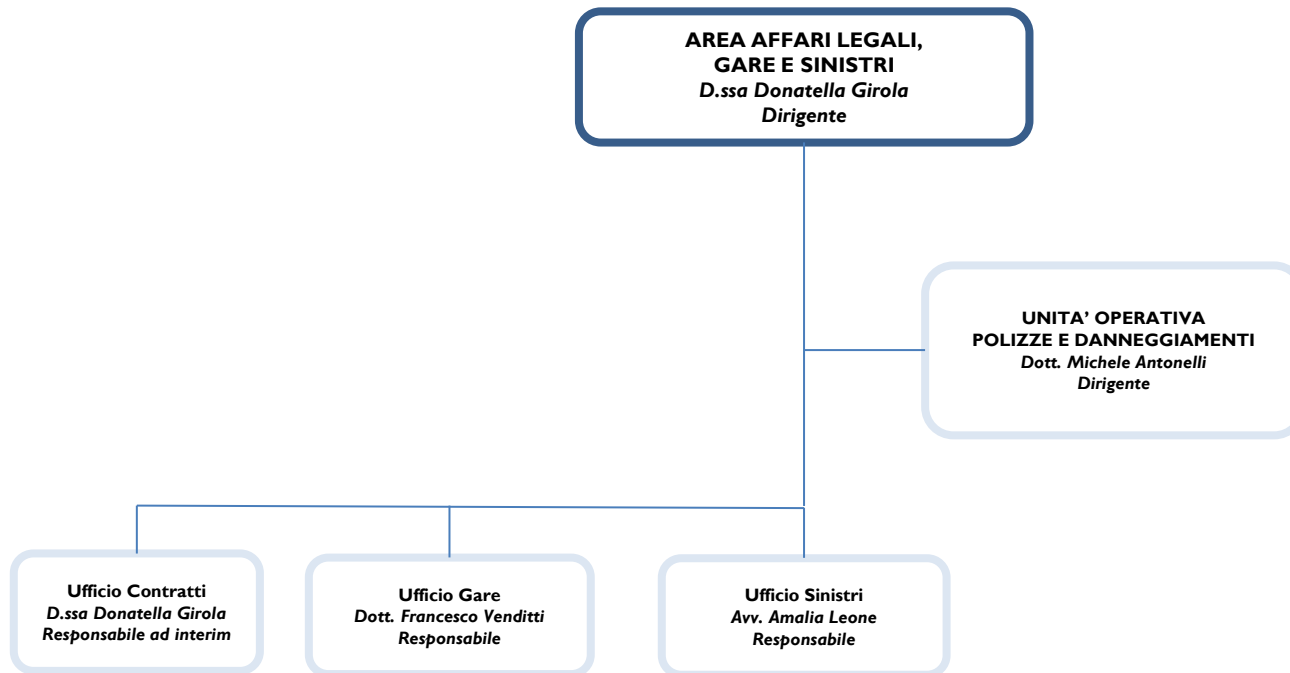 AREA AFFARI LEGALI,
GARE E SINISTRI
D.ssa Donatella Girola
Dirigente
UNITA’ OPERATIVA
POLIZZE E DANNEGGIAMENTI
Dott. Michele Antonelli
Dirigente
Ufficio Contratti
D.ssa Donatella Girola
Responsabile ad interim
Ufficio Gare
Dott. Francesco Venditti
Responsabile
Ufficio Sinistri
Avv. Amalia Leone
Responsabile